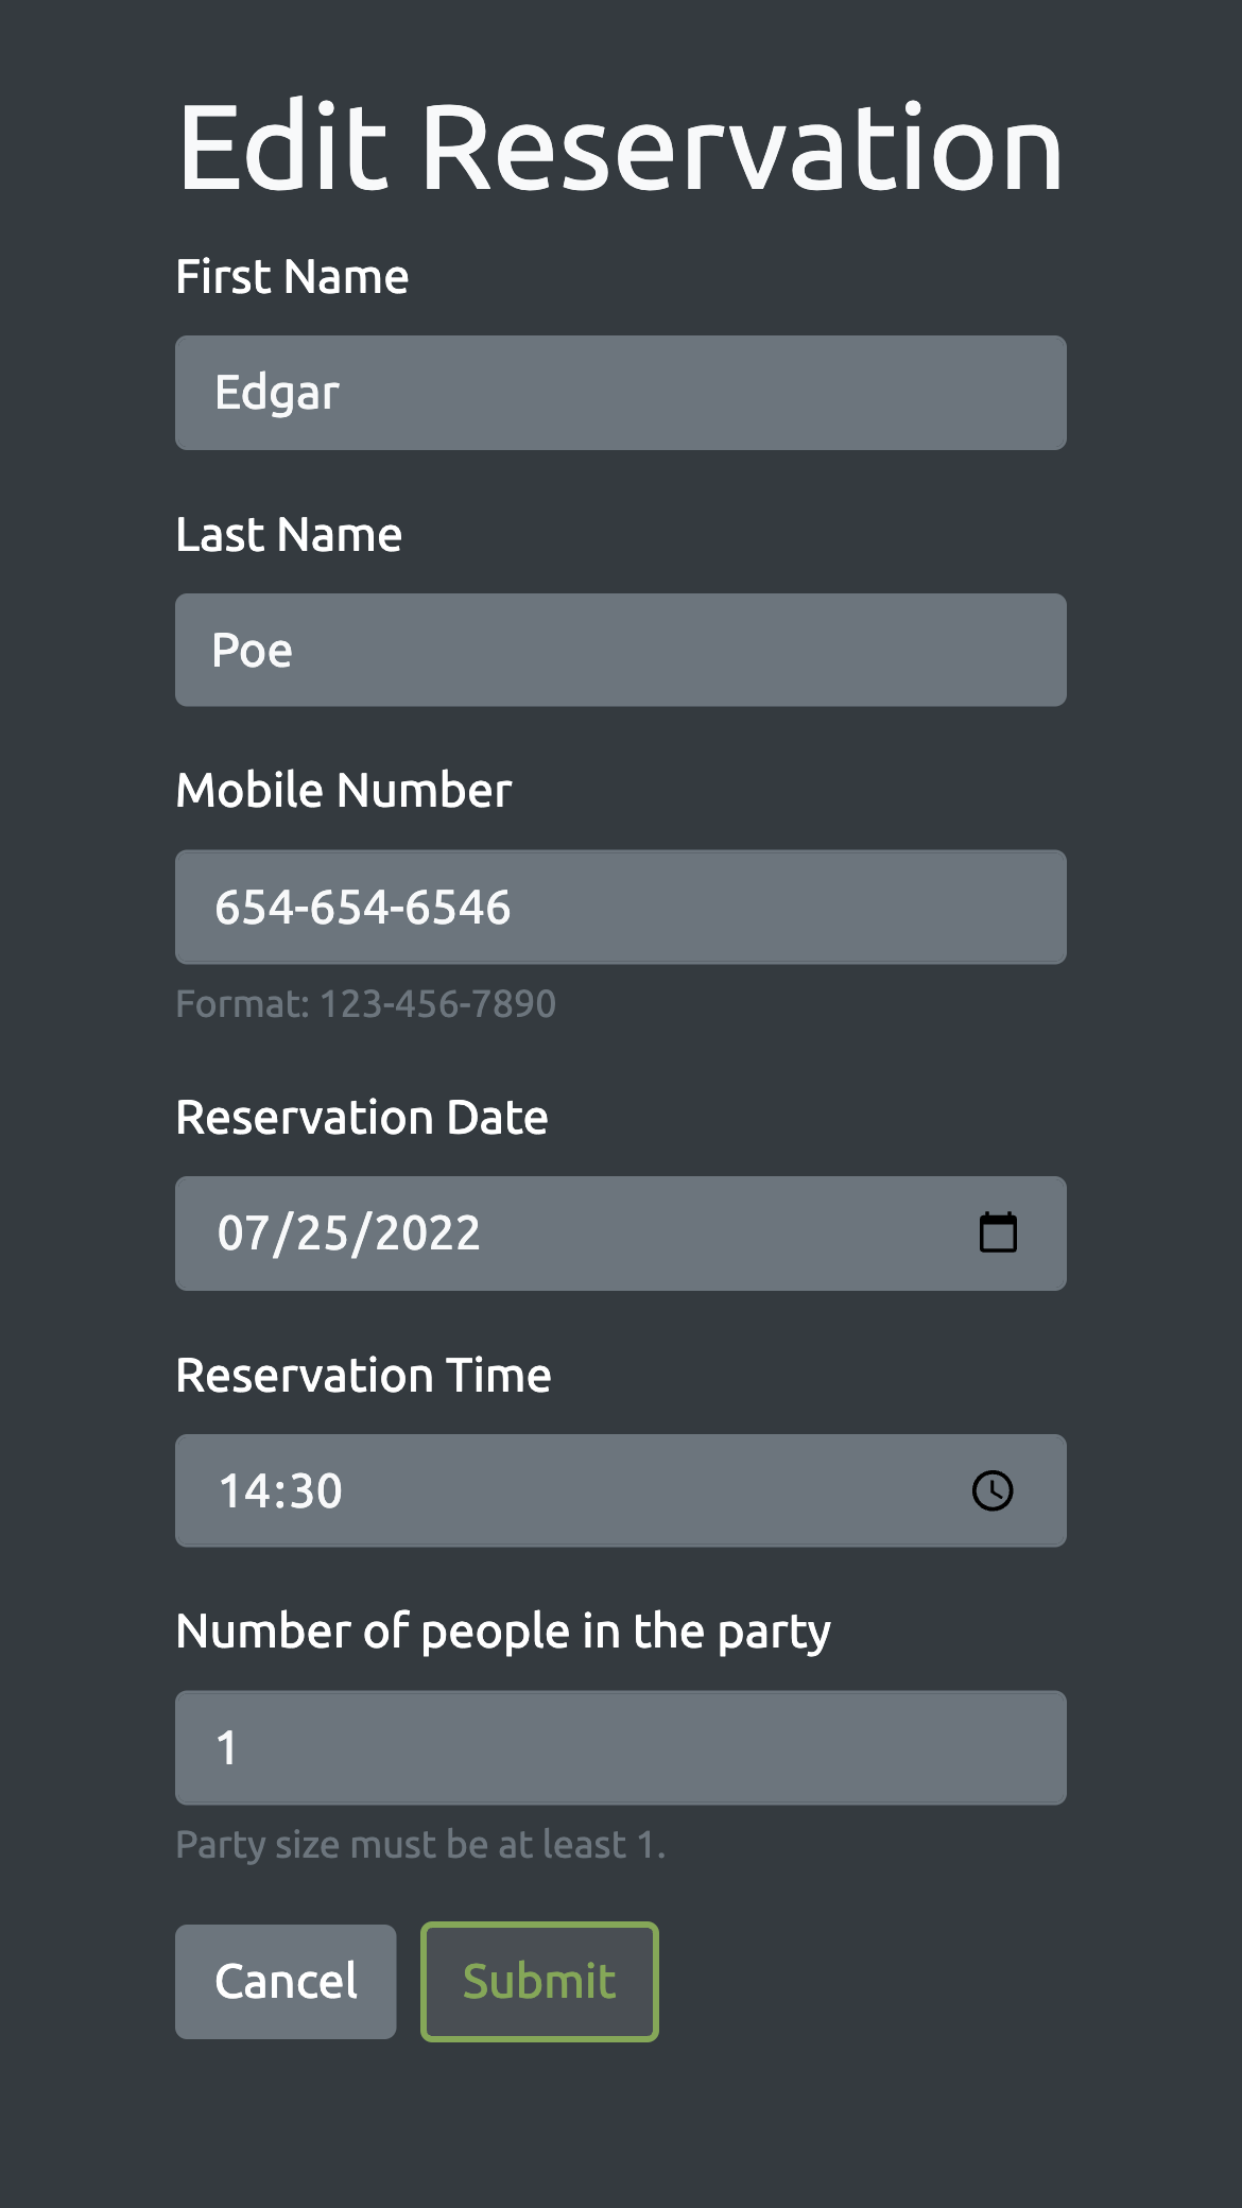 Edit Reservation
First Name
Edgar
Last Name
Poe
Mobile Number
654-654-6546
Format: 123-456-7890
Reservation Date
07/25/2022
Reservation Time
14:30
Number of people in the party
1
Party size must be at least 1.
Cancel Submit